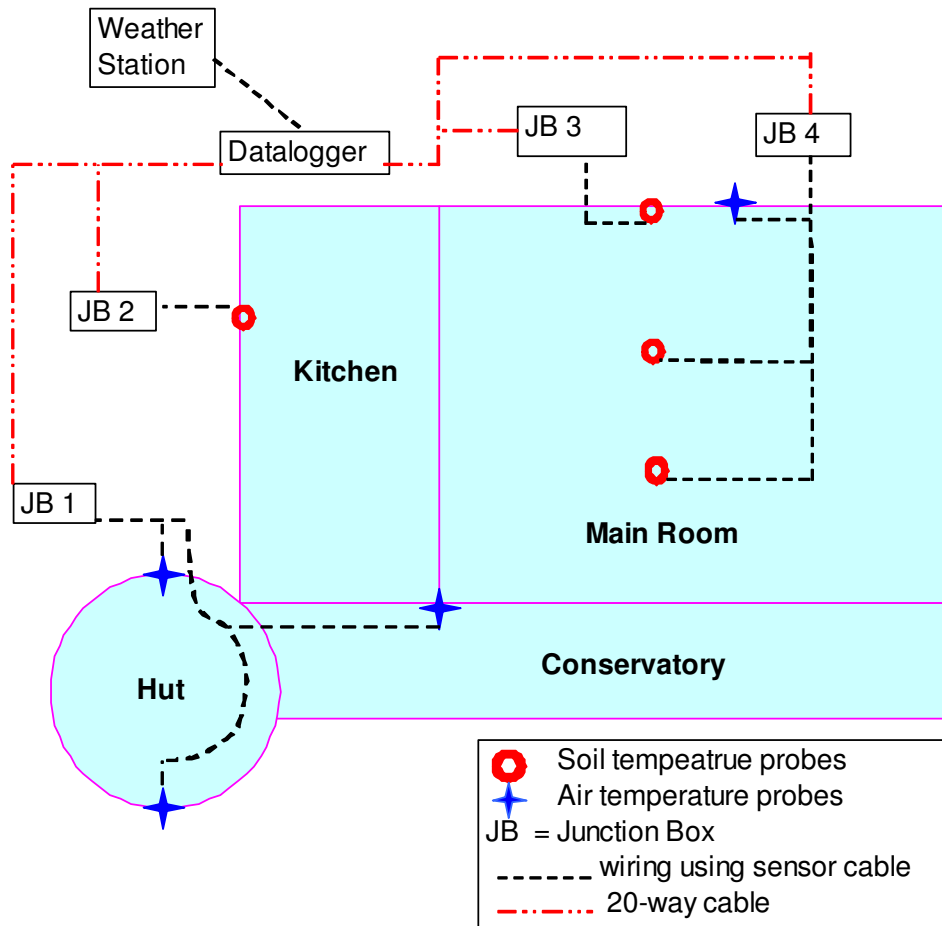 Weather
Station
Datalogger
JB 3
JB 4
JB 2
Kitchen
JB 1
Main Room
Conservatory
Hut
Soil tempeatrue probes
Air temperature probes
JB = Junction Box
wiring using sensor cable
20-way cable